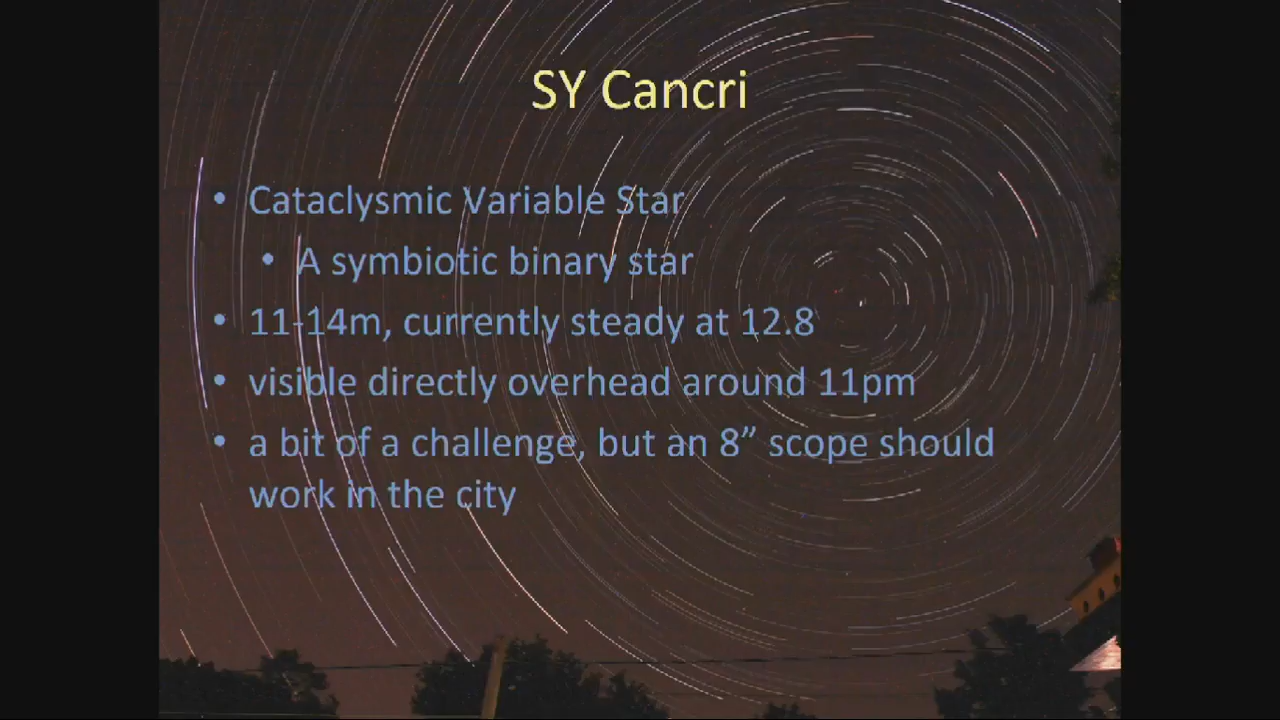 SY Cancri
• Cataclysmic Variable Star
• A symbiotic binary star
• 11-14m, currently steady at 12.8
• visible directly overhead around 11pm
• a bit of a challenge, but an 8” scope should
work in the city